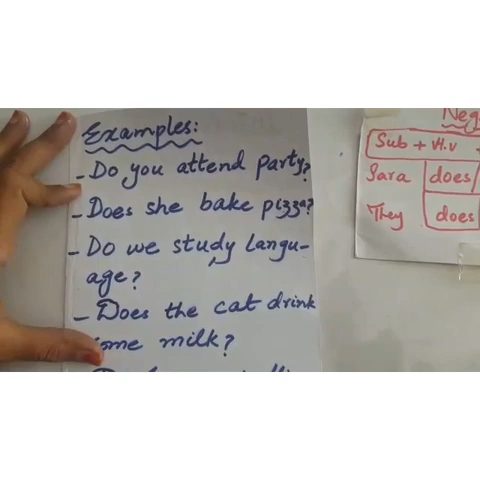 Examples:
- Do you attend party?
- Does she bake pizza?
- Do we study langu-
age?
- Does the cat drink
milk?
Neg
Sub + H.V +
Sara does/
They does